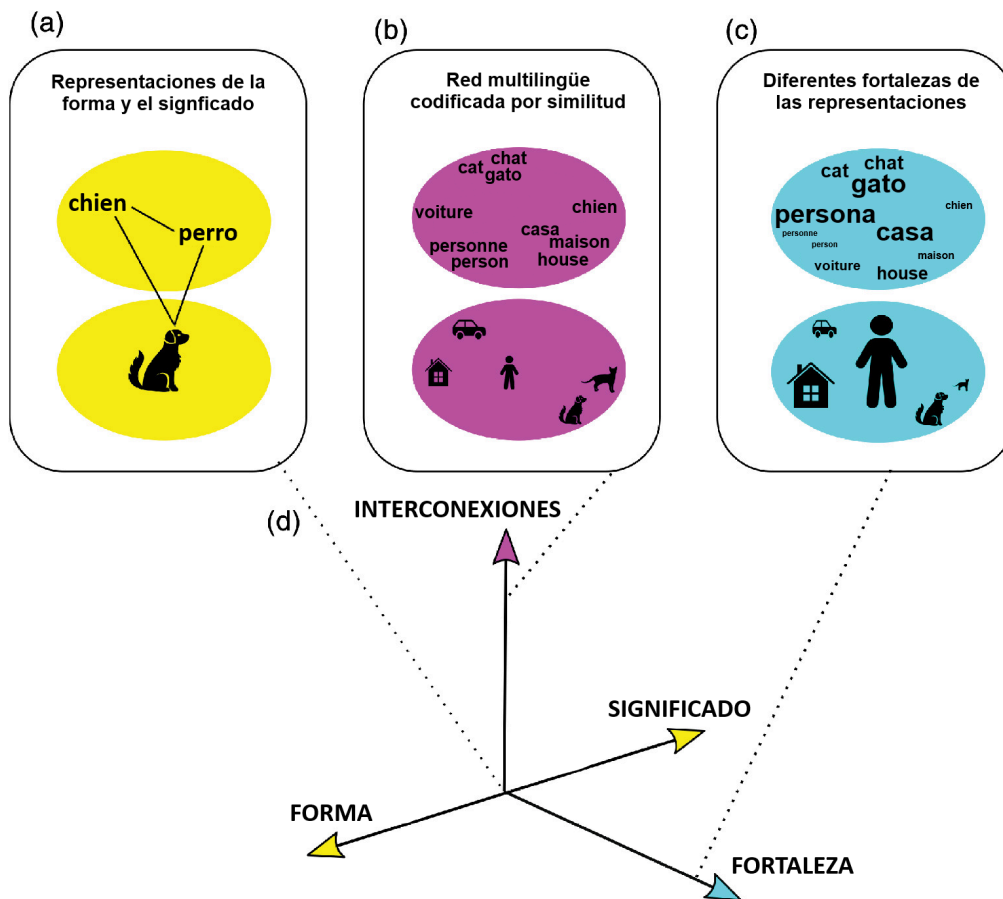 (a)
Representaciones de la
forma y el signficado
chien
perro
(b)
Red multilingüe
codificada por similitud
chat
cat
gato
voiture
chien
casa
personne
maison
person
house
(c)
Diferentes fortalezas de
las representaciones
chat
cat
gato
chien
persona
casa
personne
person
maison
voiture
house
(d)
INTERCONEXIONES
SIGNIFICADO
FORMA
FORTALEZA